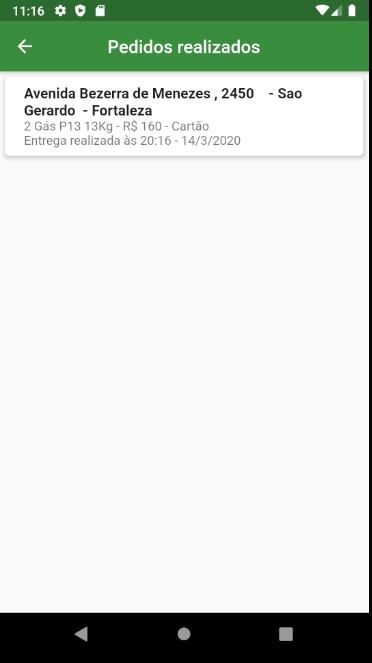 11:16
Pedidos realizados
Avenida Bezerra de Menezes , 2450    - Sao
Gerardo  - Fortaleza
2 Gás P13 13Kg - R$ 160 - Cartão
Entrega realizada às 20:16 - 14/3/2020